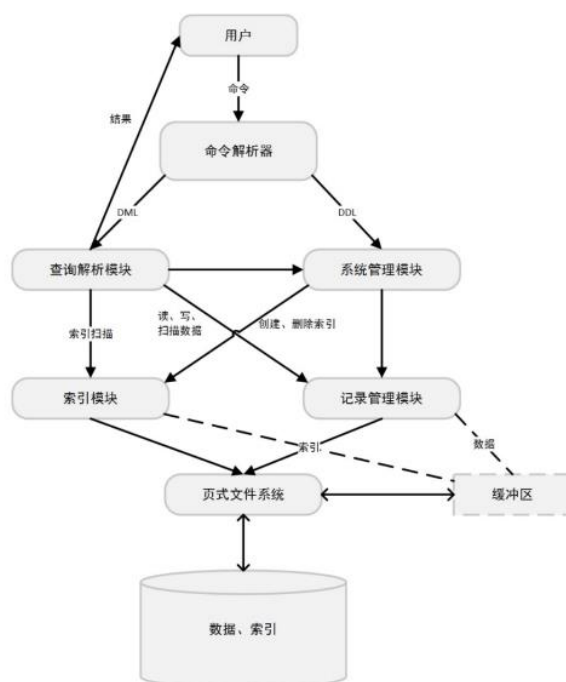 用户
命令
结果
命令解析器
DML
DDL
查询解析模块
系统管理模块
读、写、
扫描数据
创建、删除索引
索引扫描
索引模块
记录管理模块
索引
数据
页式文件系统
缓冲区
数据、索引